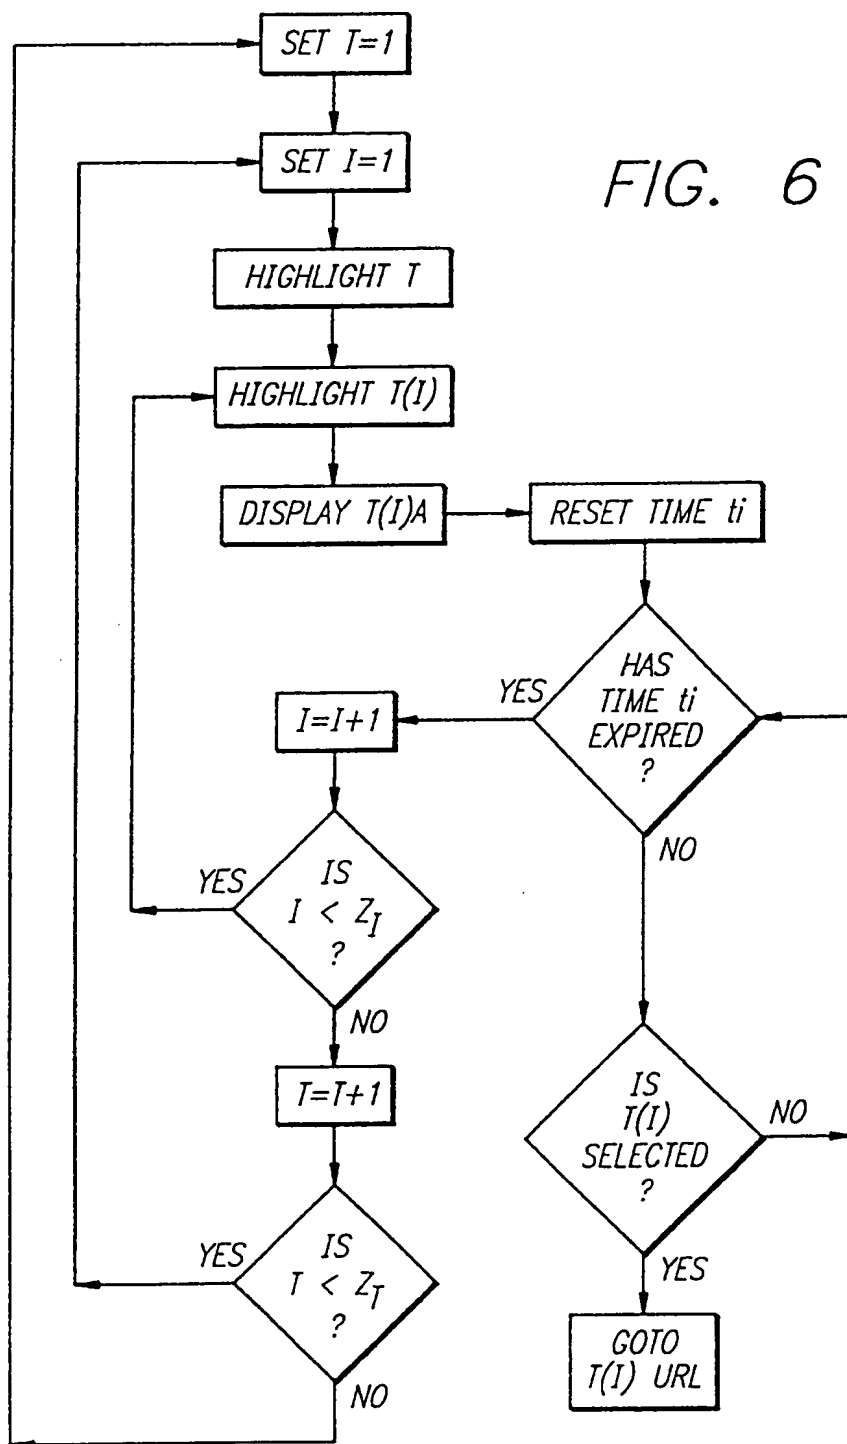 SET T=1
SET I=1
FIG. 6
HIGHLIGHT T
HIGHLIGHT T(I)
DISPLAY T(I)A
RESET TIME ti
HAS
TIME ti
EXPIRED
?
YES
NO
I=I+1
IS
I < Z_I
?
YES
NO
T=T+1
IS
T(I)
SELECTED
?
NO
YES
IS
T < Z_T
?
YES
NO
GOTO
T(I) URL